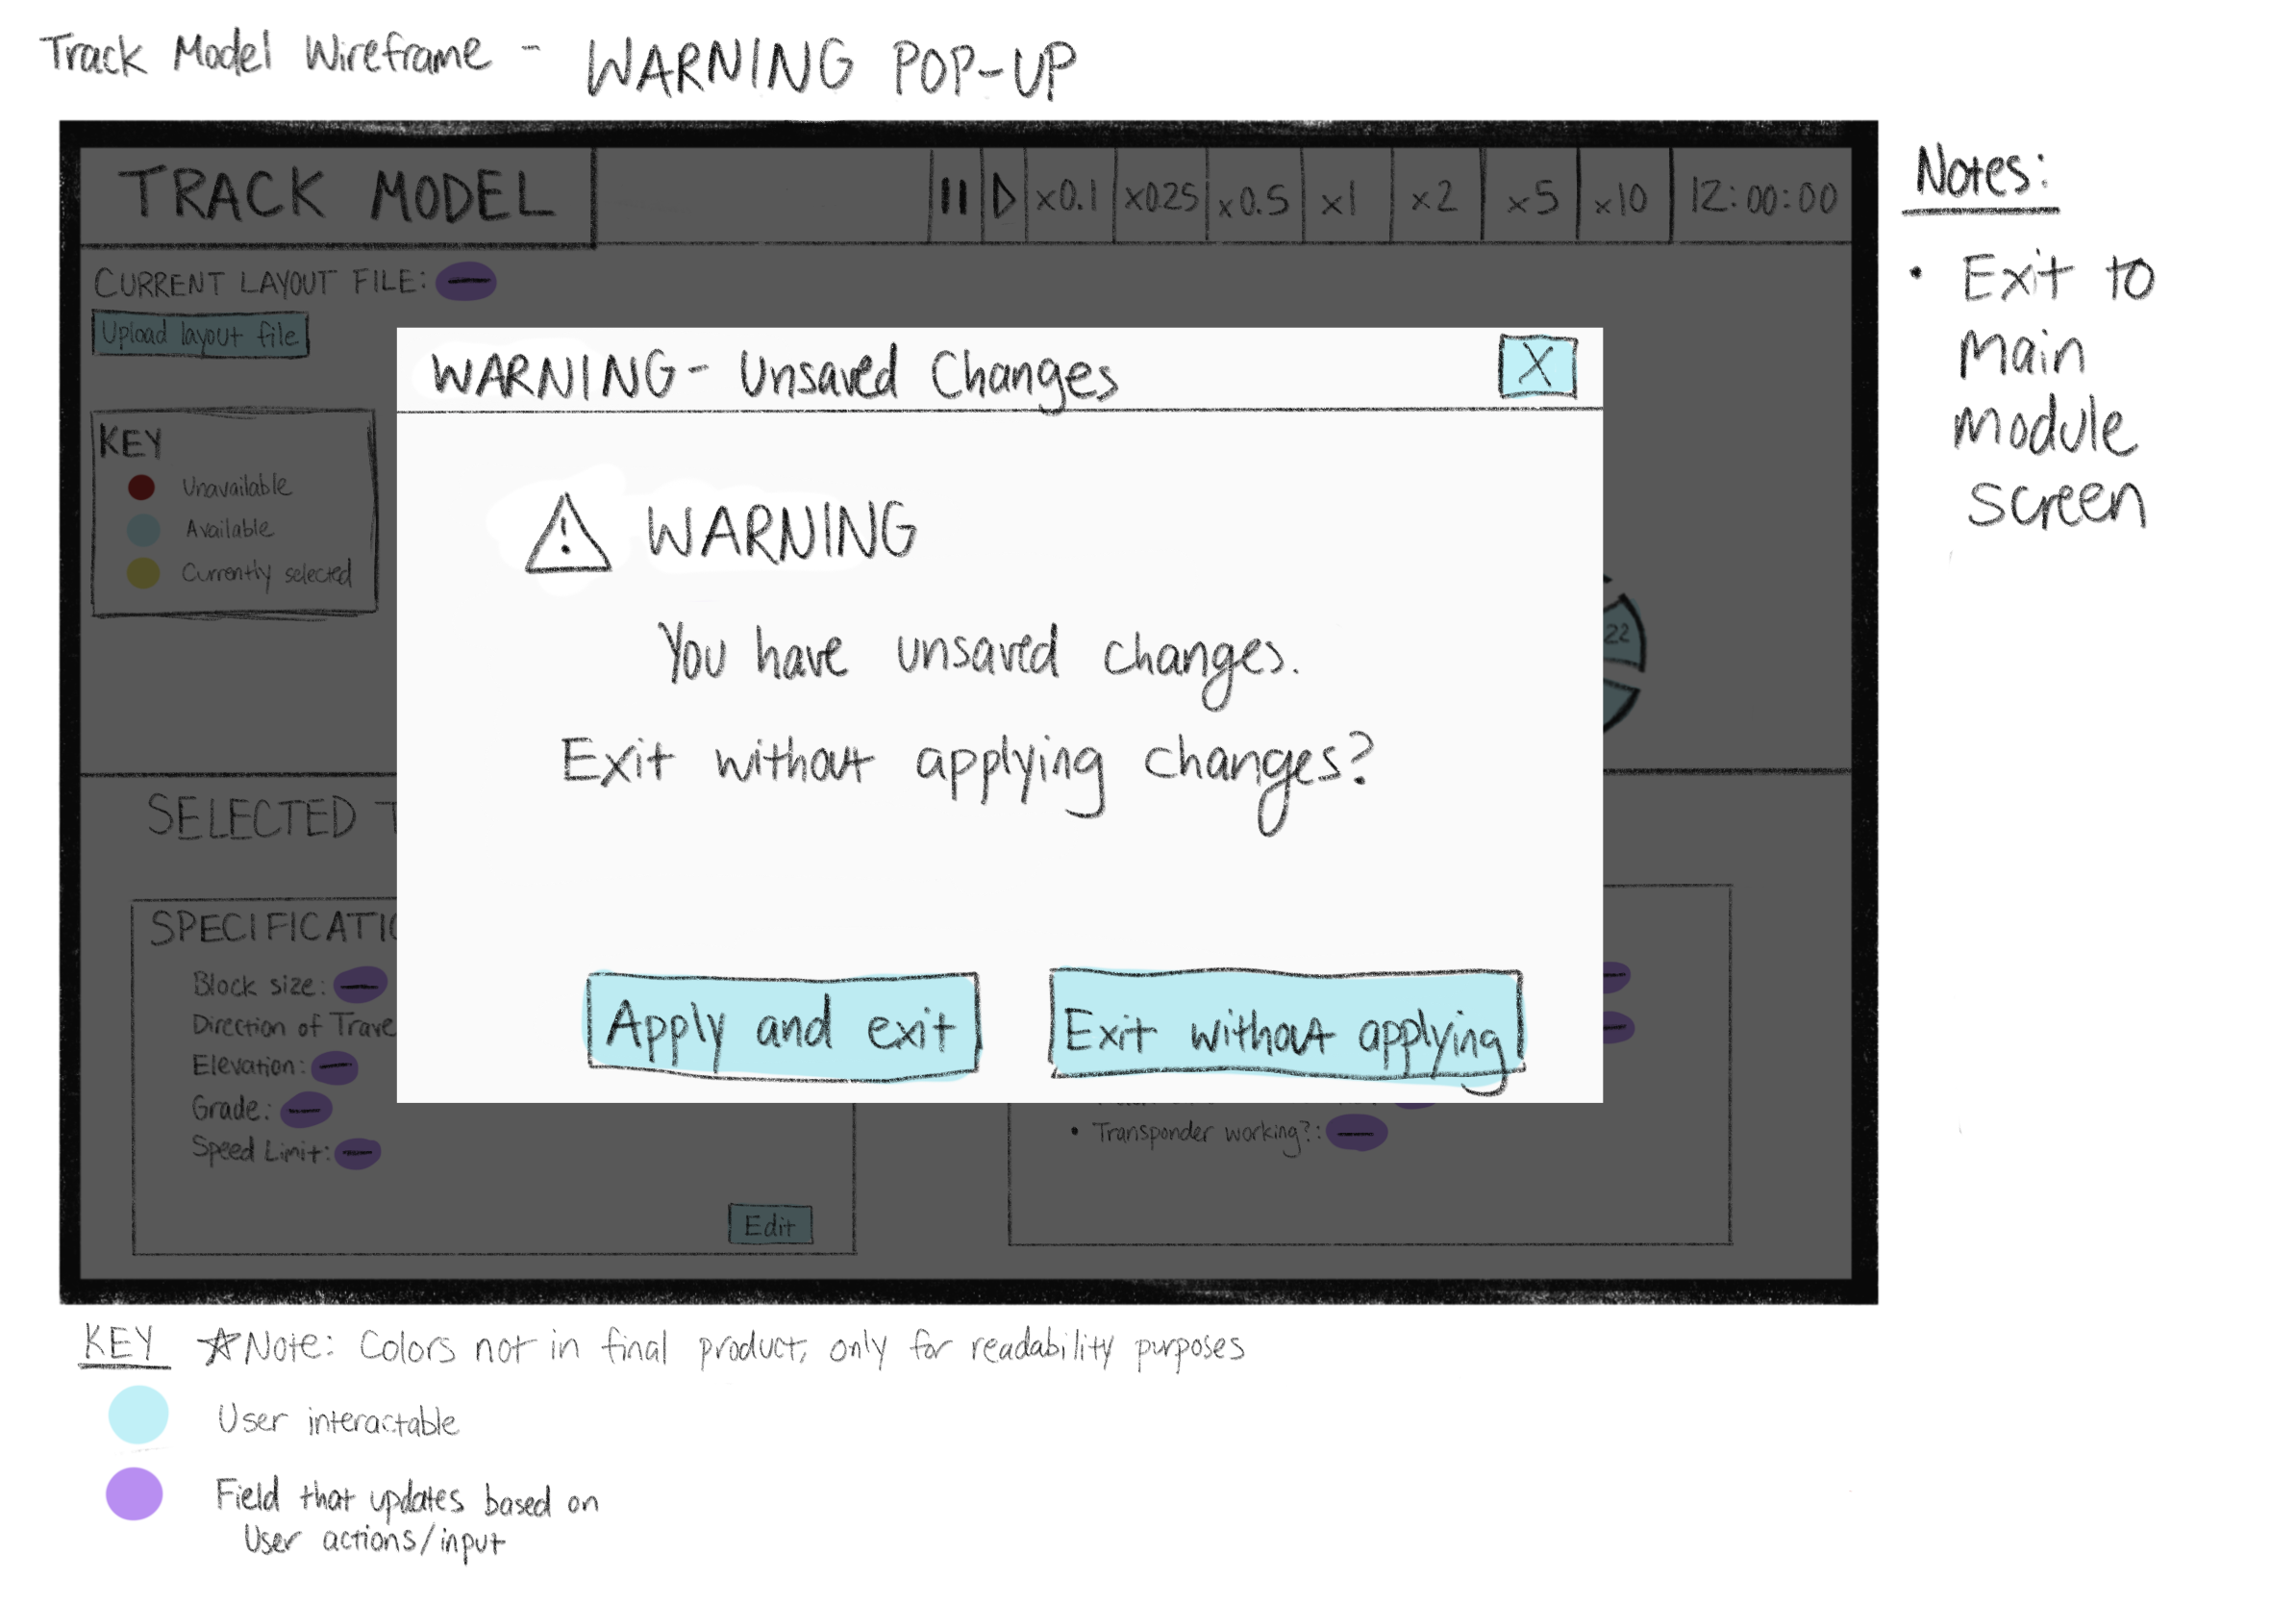 Track Model Wireframe - WARNING POP-UP
TRACK MODEL
x0.1
x0.25
x0.5
x1
x2
x5
x10
12:00:00
CURRENT LAYOUT FILE: —
Upload layout file
KEY
Unavailable
Available
Currently selected
WARNING - Unsaved Changes
X
! WARNING
You have unsaved changes.
Exit without applying changes?
Apply and exit
Exit without applying
22
SELECTED T
SPECIFICATIO
Block size: —
Direction of Trave
Elevation: —
Grade: —
Speed Limit: —
Edit
• Transponder working?: —
Notes:
• Exit to
main
module
screen
KEY ☆Note: Colors not in final product, only for readability purposes
User interactable
Field that updates based on
User actions/input